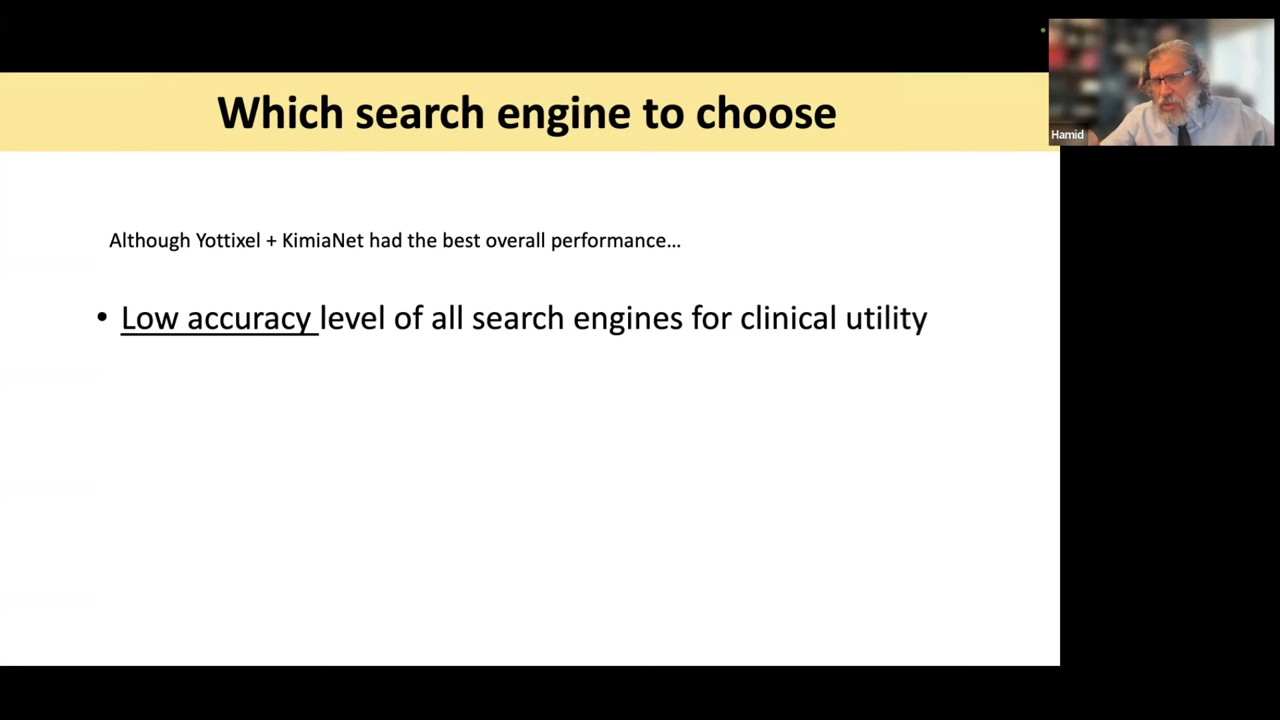 Which search engine to choose
Hamid
Although Yottixel + KimiaNet had the best overall performance...
• Low accuracy level of all search engines for clinical utility